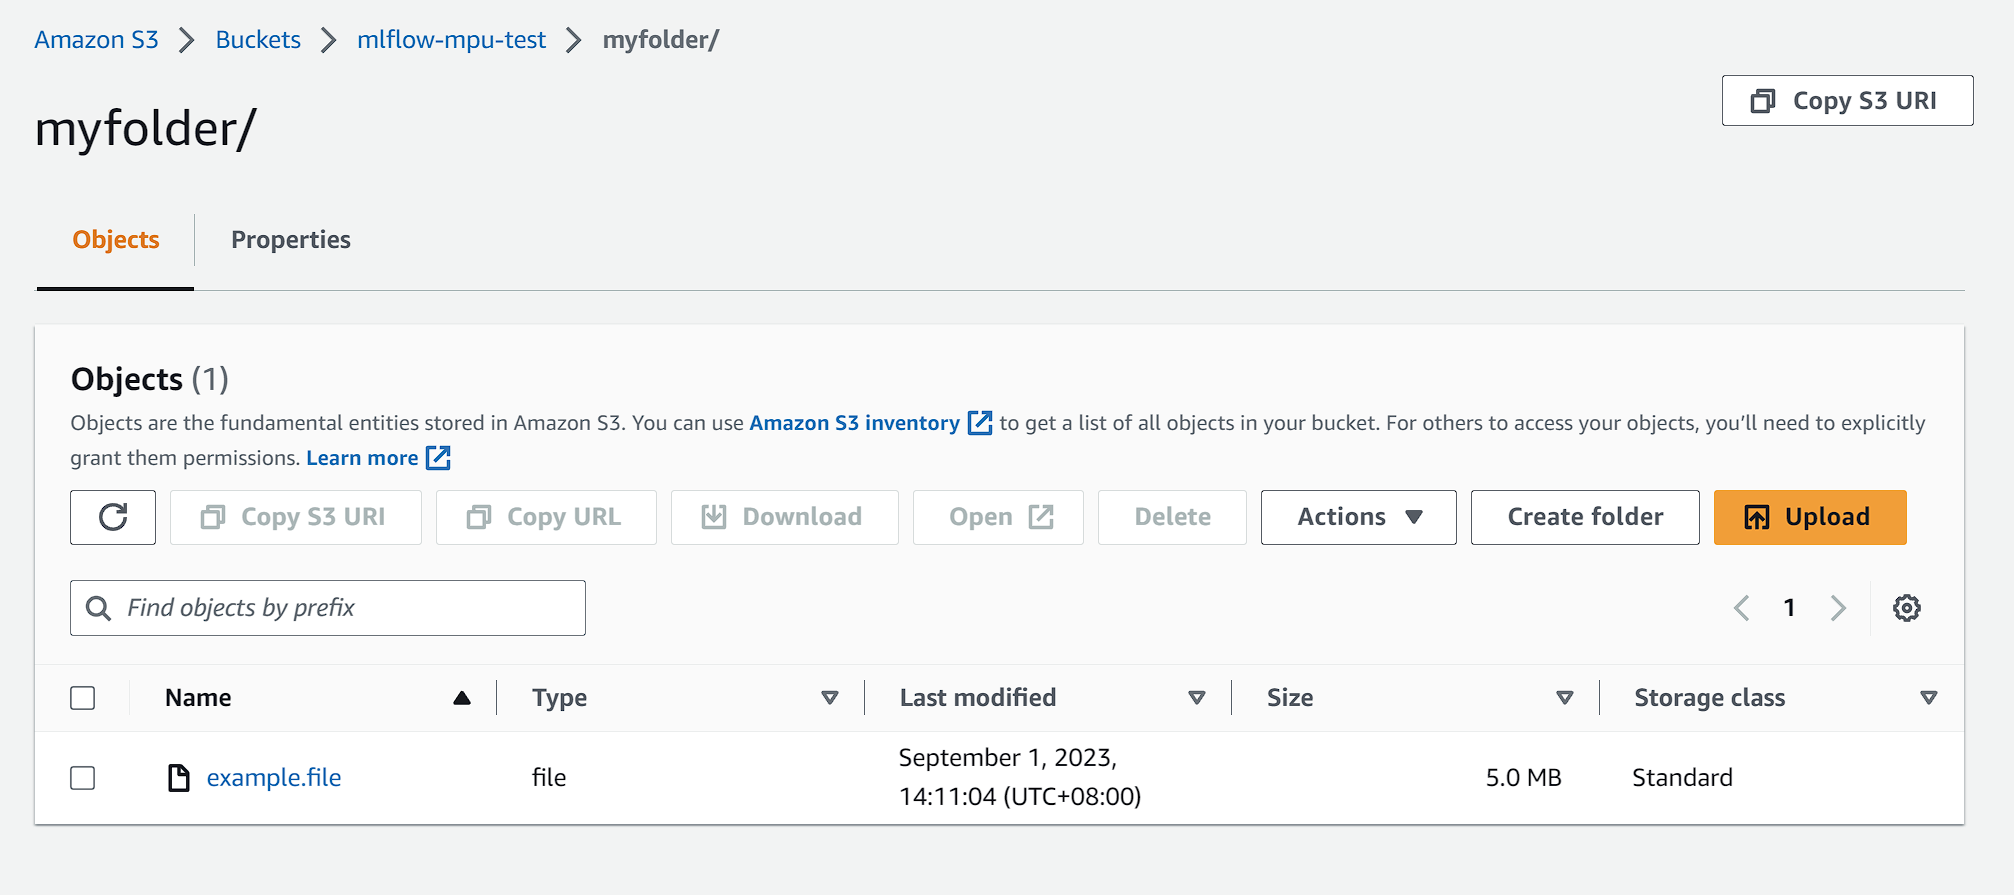 Amazon S3 Buckets mlflow-mpu-test myfolder/
Copy S3 URI
myfolder/
Objects Properties
Objects (1)
Objects are the fundamental entities stored in Amazon S3. You can use Amazon S3 inventory to get a list of all objects in your bucket. For others to access your objects, you’ll need to explicitly
grant them permissions. Learn more
Copy S3 URI Copy URL Download Open Delete Actions Create folder Upload
Find objects by prefix 1
Name Type Last modified Size Storage class
example.file file September 1, 2023, 14:11:04 (UTC+08:00) 5.0 MB Standard